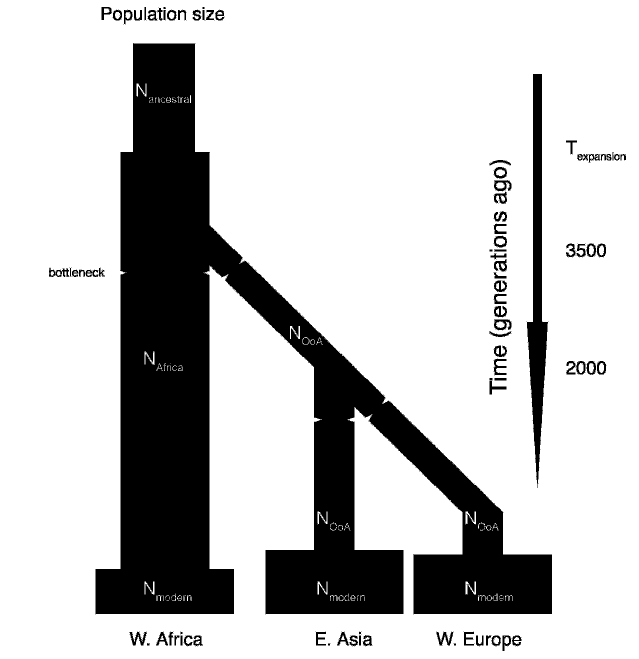 Population size
Nancestral
Texpansion
Time (generations ago)
3500
bottleneck
NOoA
NAfrica
2000
NOoA
NOoA
Nmodern
Nmodern
Nmodern
W. Africa
E. Asia
W. Europe